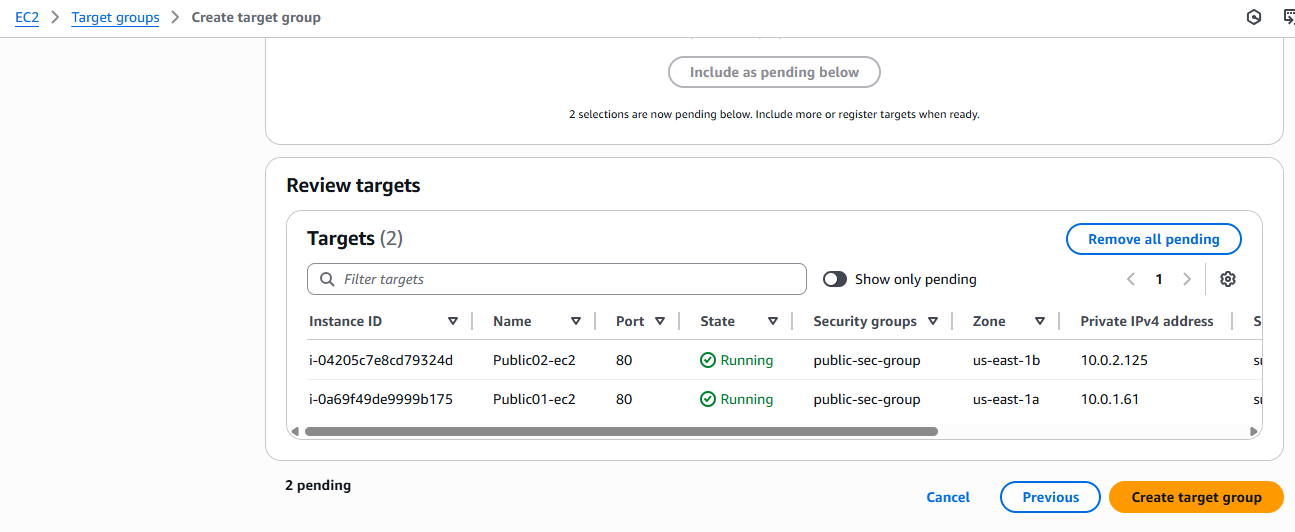 EC2 > Target groups > Create target group
Include as pending below
2 selections are now pending below. Include more or register targets when ready.
Review targets
Targets (2)
Remove all pending
Filter targets
Show only pending
1
Instance ID Name Port State Security groups Zone Private IPv4 address
i-04205c7e8cd79324d Public02-ec2 80 Running public-sec-group us-east-1b 10.0.2.125
i-0a69f49de9999b175 Public01-ec2 80 Running public-sec-group us-east-1a 10.0.1.61
2 pending
Cancel Previous Create target group